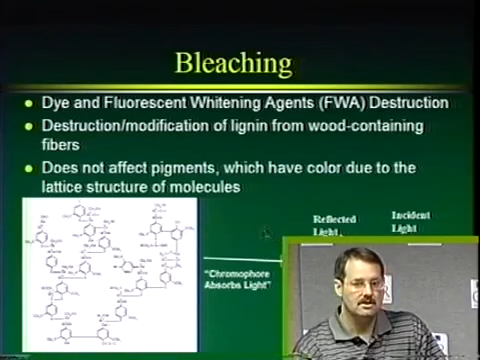 Bleaching
Dye and Fluorescent Whitening Agents (FWA) Destruction
Destruction/modification of lignin from wood-containing
fibers
Does not affect pigments, which have color due to the
lattice structure of molecules
Reflected
Light
Incident
Light
"Chromophore
Absorbs Light"